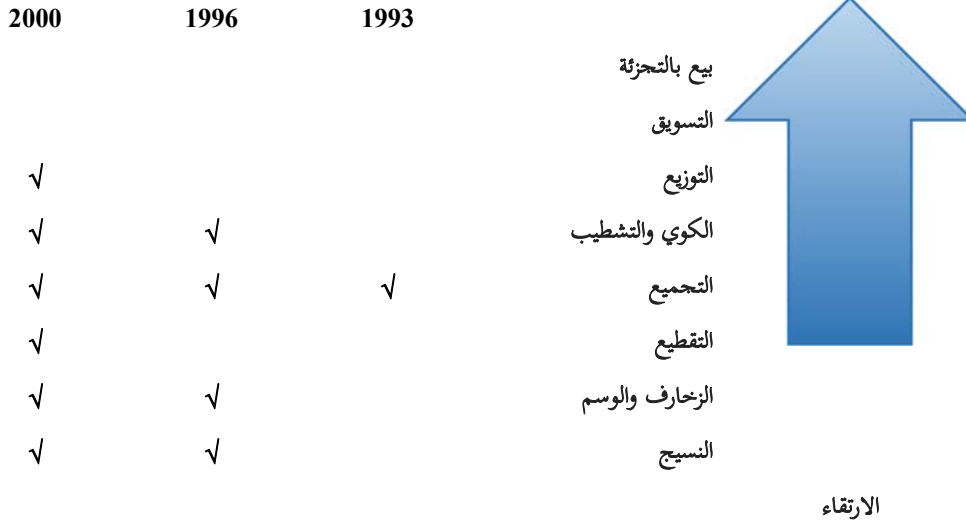 1993 1996 2000
بيع بالتجزئة
التسويق
التوزيع √
الكوي والتشطيب √ √
التجميع √ √ √
التقطيع √
الزخارف والوسم √ √
النسيج √ √
الارتقاء